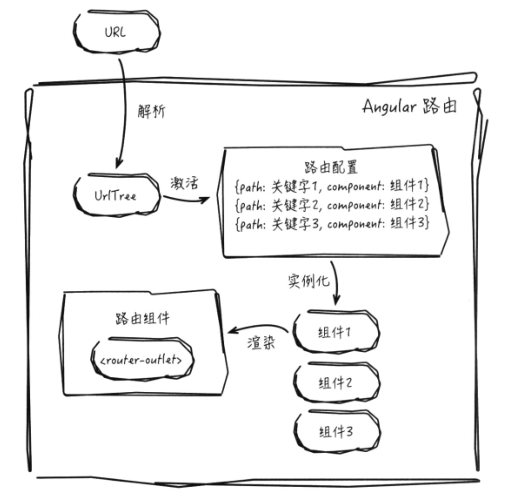 URL
Angular 路由
解析
UrlTree
激活
路由配置
{path: 关键字1, component: 组件1}
{path: 关键字2, component: 组件2}
{path: 关键字3, component: 组件3}
实例化
路由组件
<router-outlet>
渲染
组件1
组件2
组件3